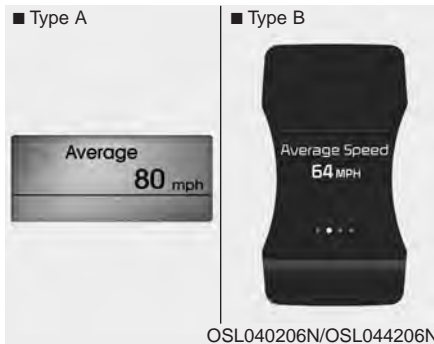 ■ Type A
Average
80 mph
■ Type B
Average Speed
64 MPH
OSL040206N/OSL044206N